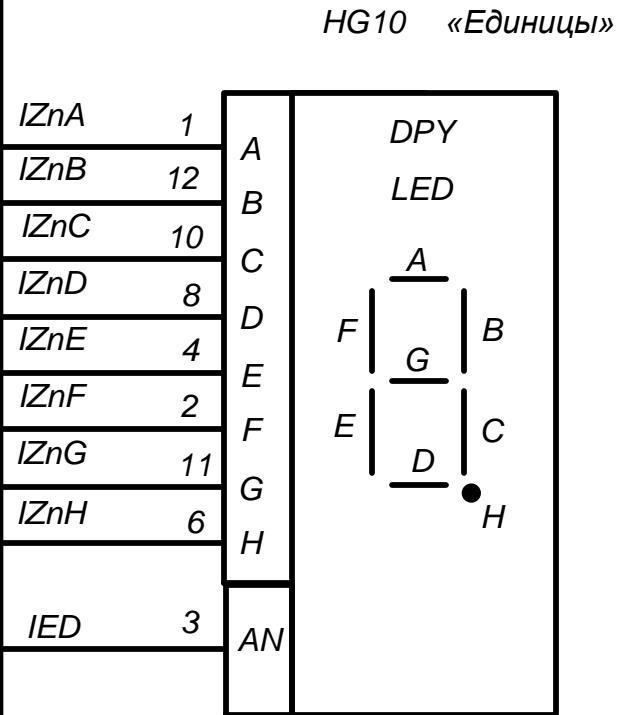 HG10 «Единицы»
IZnA 1 A DPY
IZnB 12 B LED
IZnC 10 C A
IZnD 8 D F B
IZnE 4 E G
IZnF 2 F E C
IZnG 11 G D
IZnH 6 H H
IED 3 AN